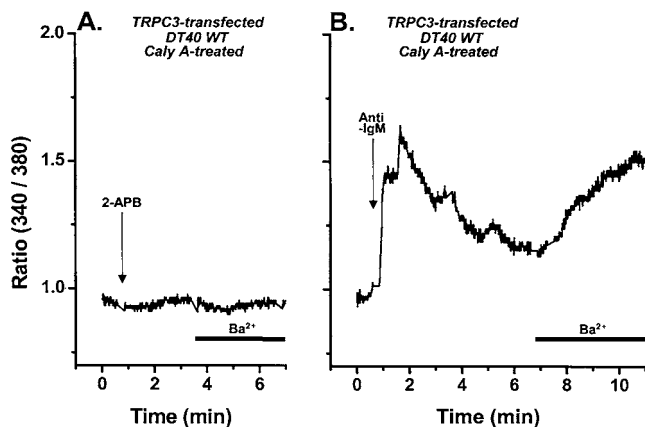 A.
TRPC3-transfected
DT40 WT
Caly A-treated
B.
TRPC3-transfected
DT40 WT
Caly A-treated
Ratio (340 / 380)
2.0
1.5
1.0
2-APB
Ba2+
0
2
4
6
Time (min)
Anti
-IgM
Ba2+
0
2
4
6
8
10
Time (min)